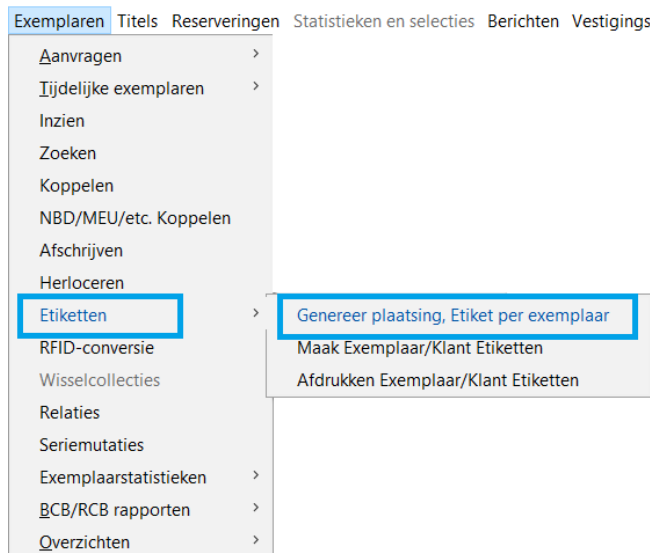 Exemplaren Titels Reserveringen Statistieken en selecties Berichten Vestigings
Aanvragen
Tijdelijke exemplaren
Inzien
Zoeken
Koppelen
NBD/MEU/etc. Koppelen
Afschrijven
Herloceren
Etiketten
Genereer plaatsing, Etiket per exemplaar
RFID-conversie
Maak Exemplaar/Klant Etiketten
Wisselcollecties
Afdrukken Exemplaar/Klant Etiketten
Relaties
Seriemutaties
Exemplaarstatistieken
BCB/RCB rapporten
Overzichten